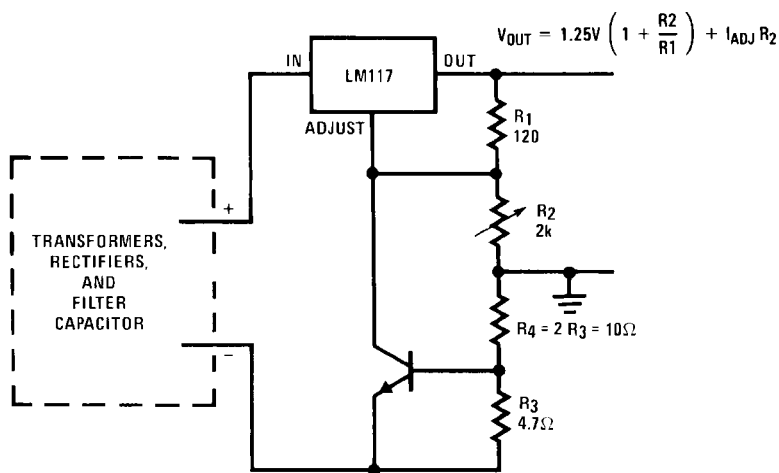 V_OUT = 1.25V ( 1 + R2/R1 ) + I_ADJ R_2
IN
LM117
OUT
ADJUST
R1
120
+
TRANSFORMERS,
RECTIFIERS,
AND
FILTER
CAPACITOR
R2
2k
−
R4 = 2 R3 = 10Ω
R3
4.7Ω